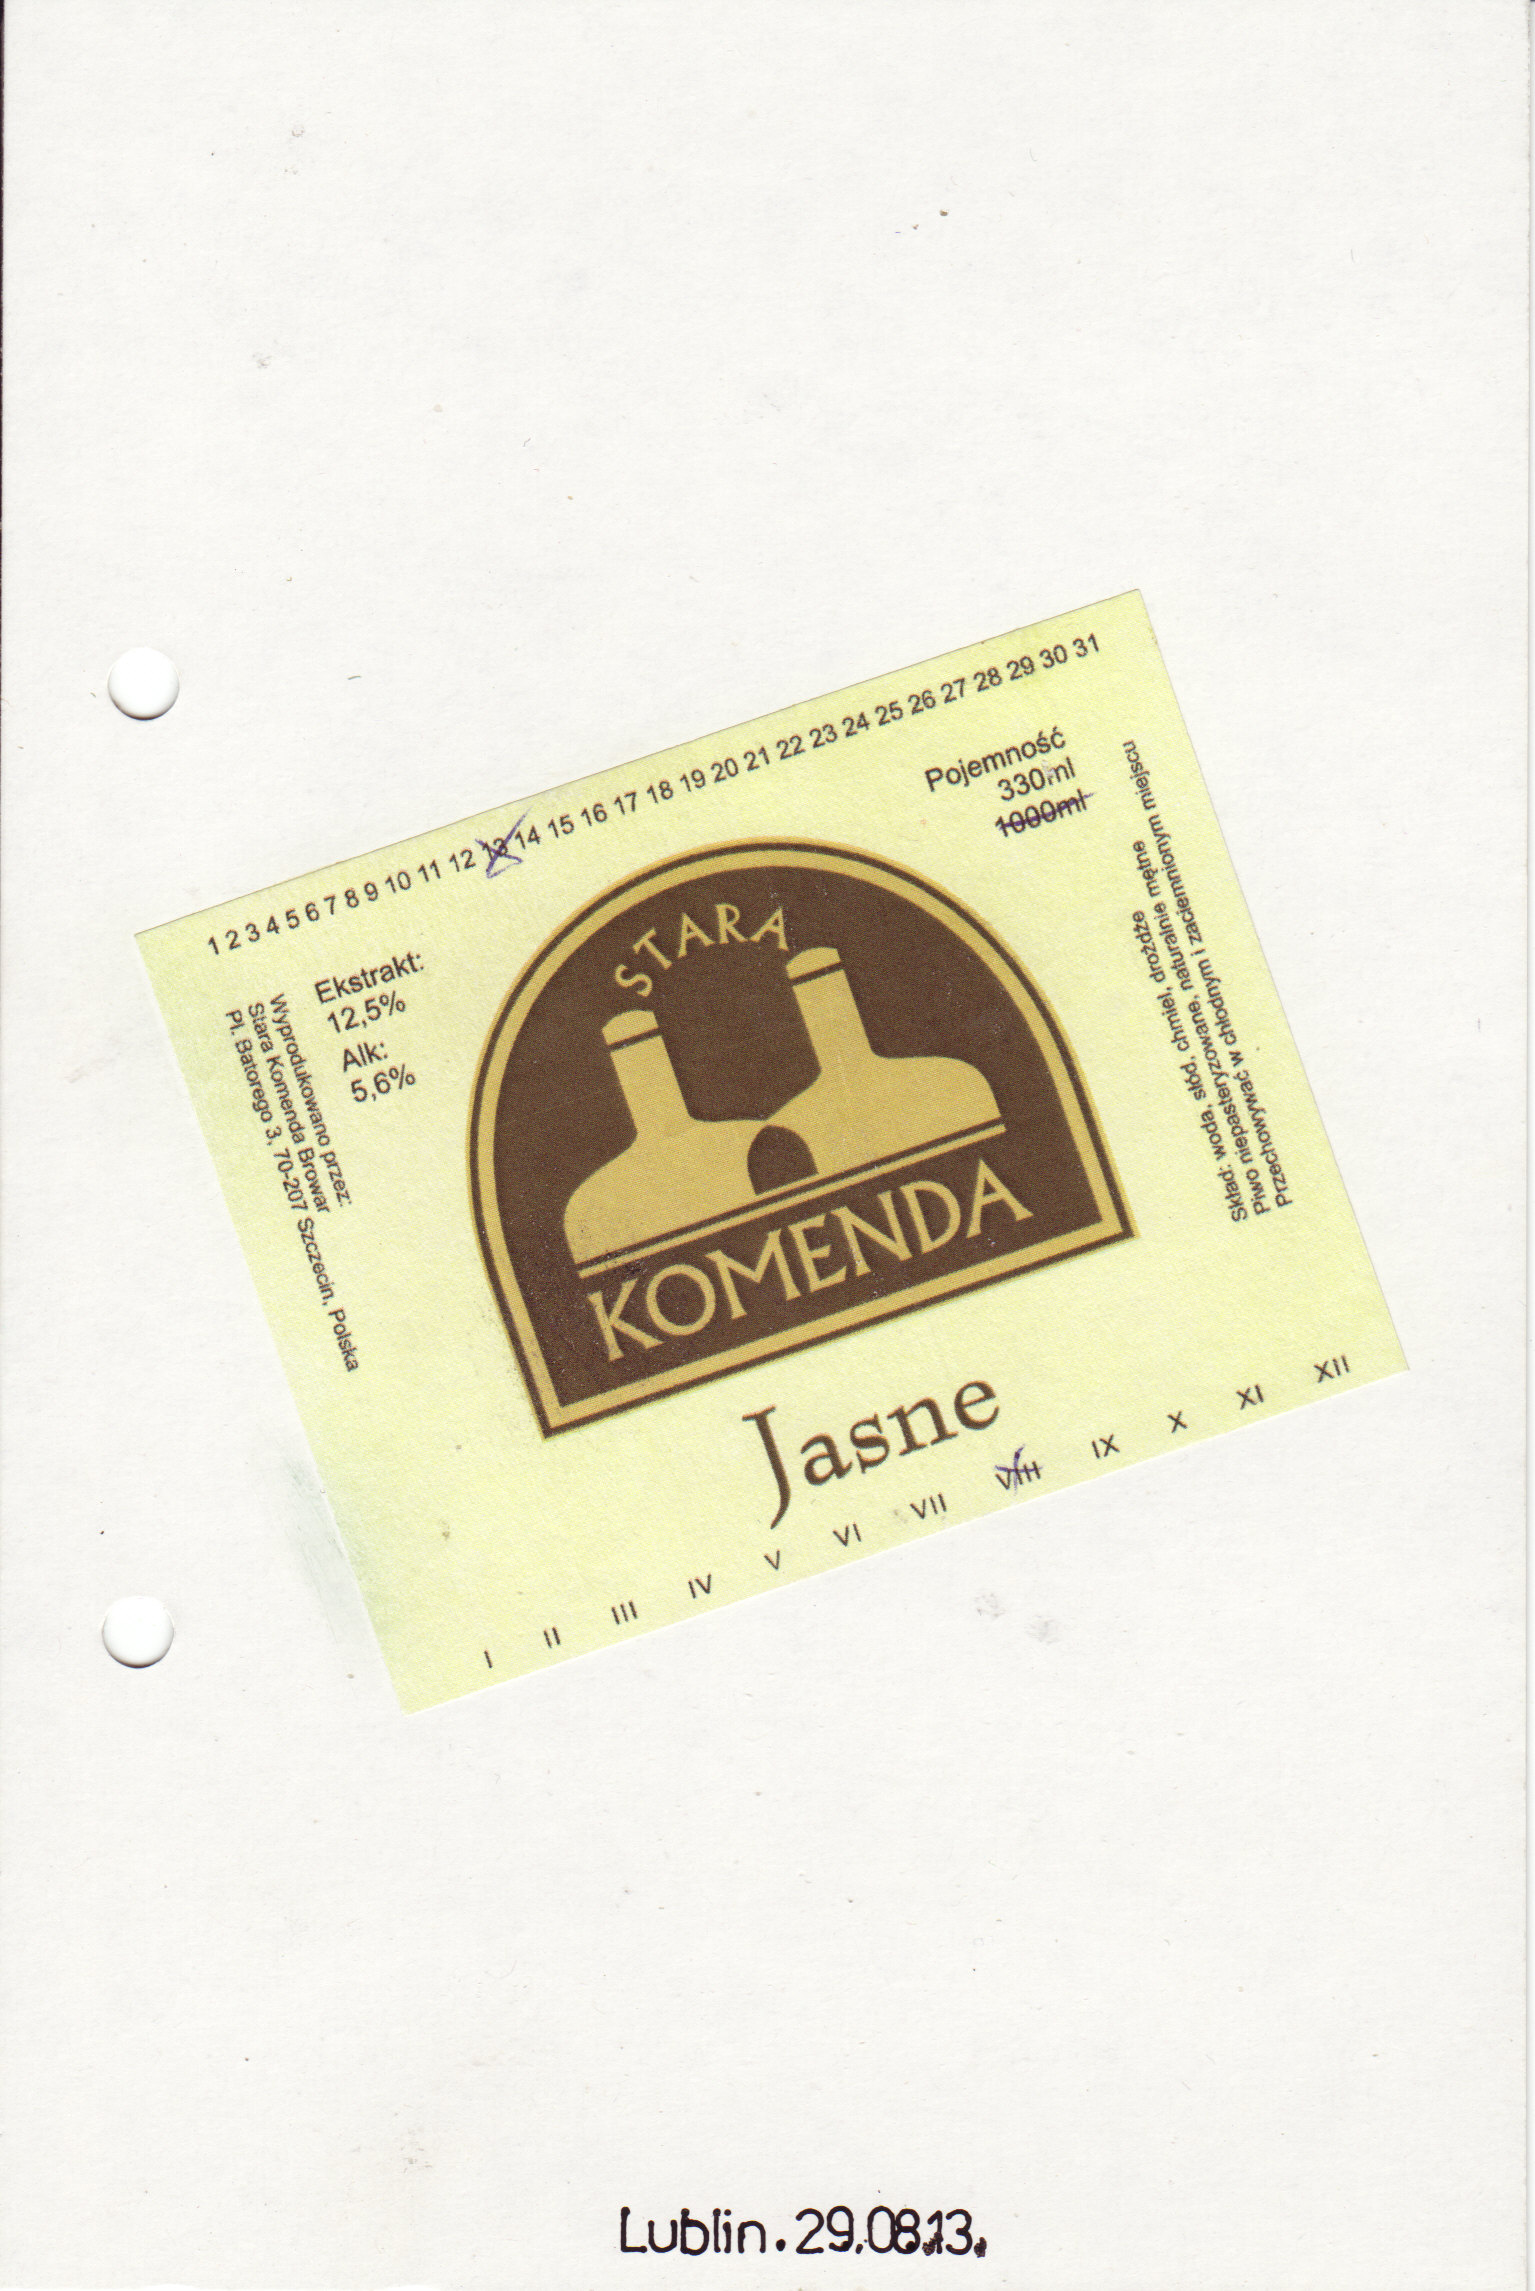 1 2 3 4 5 6 7 8 9 10 11 12 13 14 15 16 17 18 19 20 21 22 23 24 25 26 27 28 29 30 31
Ekstrakt:
12,5%
Alk:
5,6%
Pojemność
330ml
1000ml
Wyprodukowano przez:
Stara Komenda Browar
Pl. Batorego 3, 70-207 Szczecin, Polska
STARA
KOMENDA
Jasne
Skład: woda, słód, chmiel, drożdże
Piwo niepasteryzowane, naturalnie mętne
Przechowywać w chłodnym i zaciemnionym miejscu
I II III IV V VI VII VIII IX X XI XII
Lublin. 29.08.13.